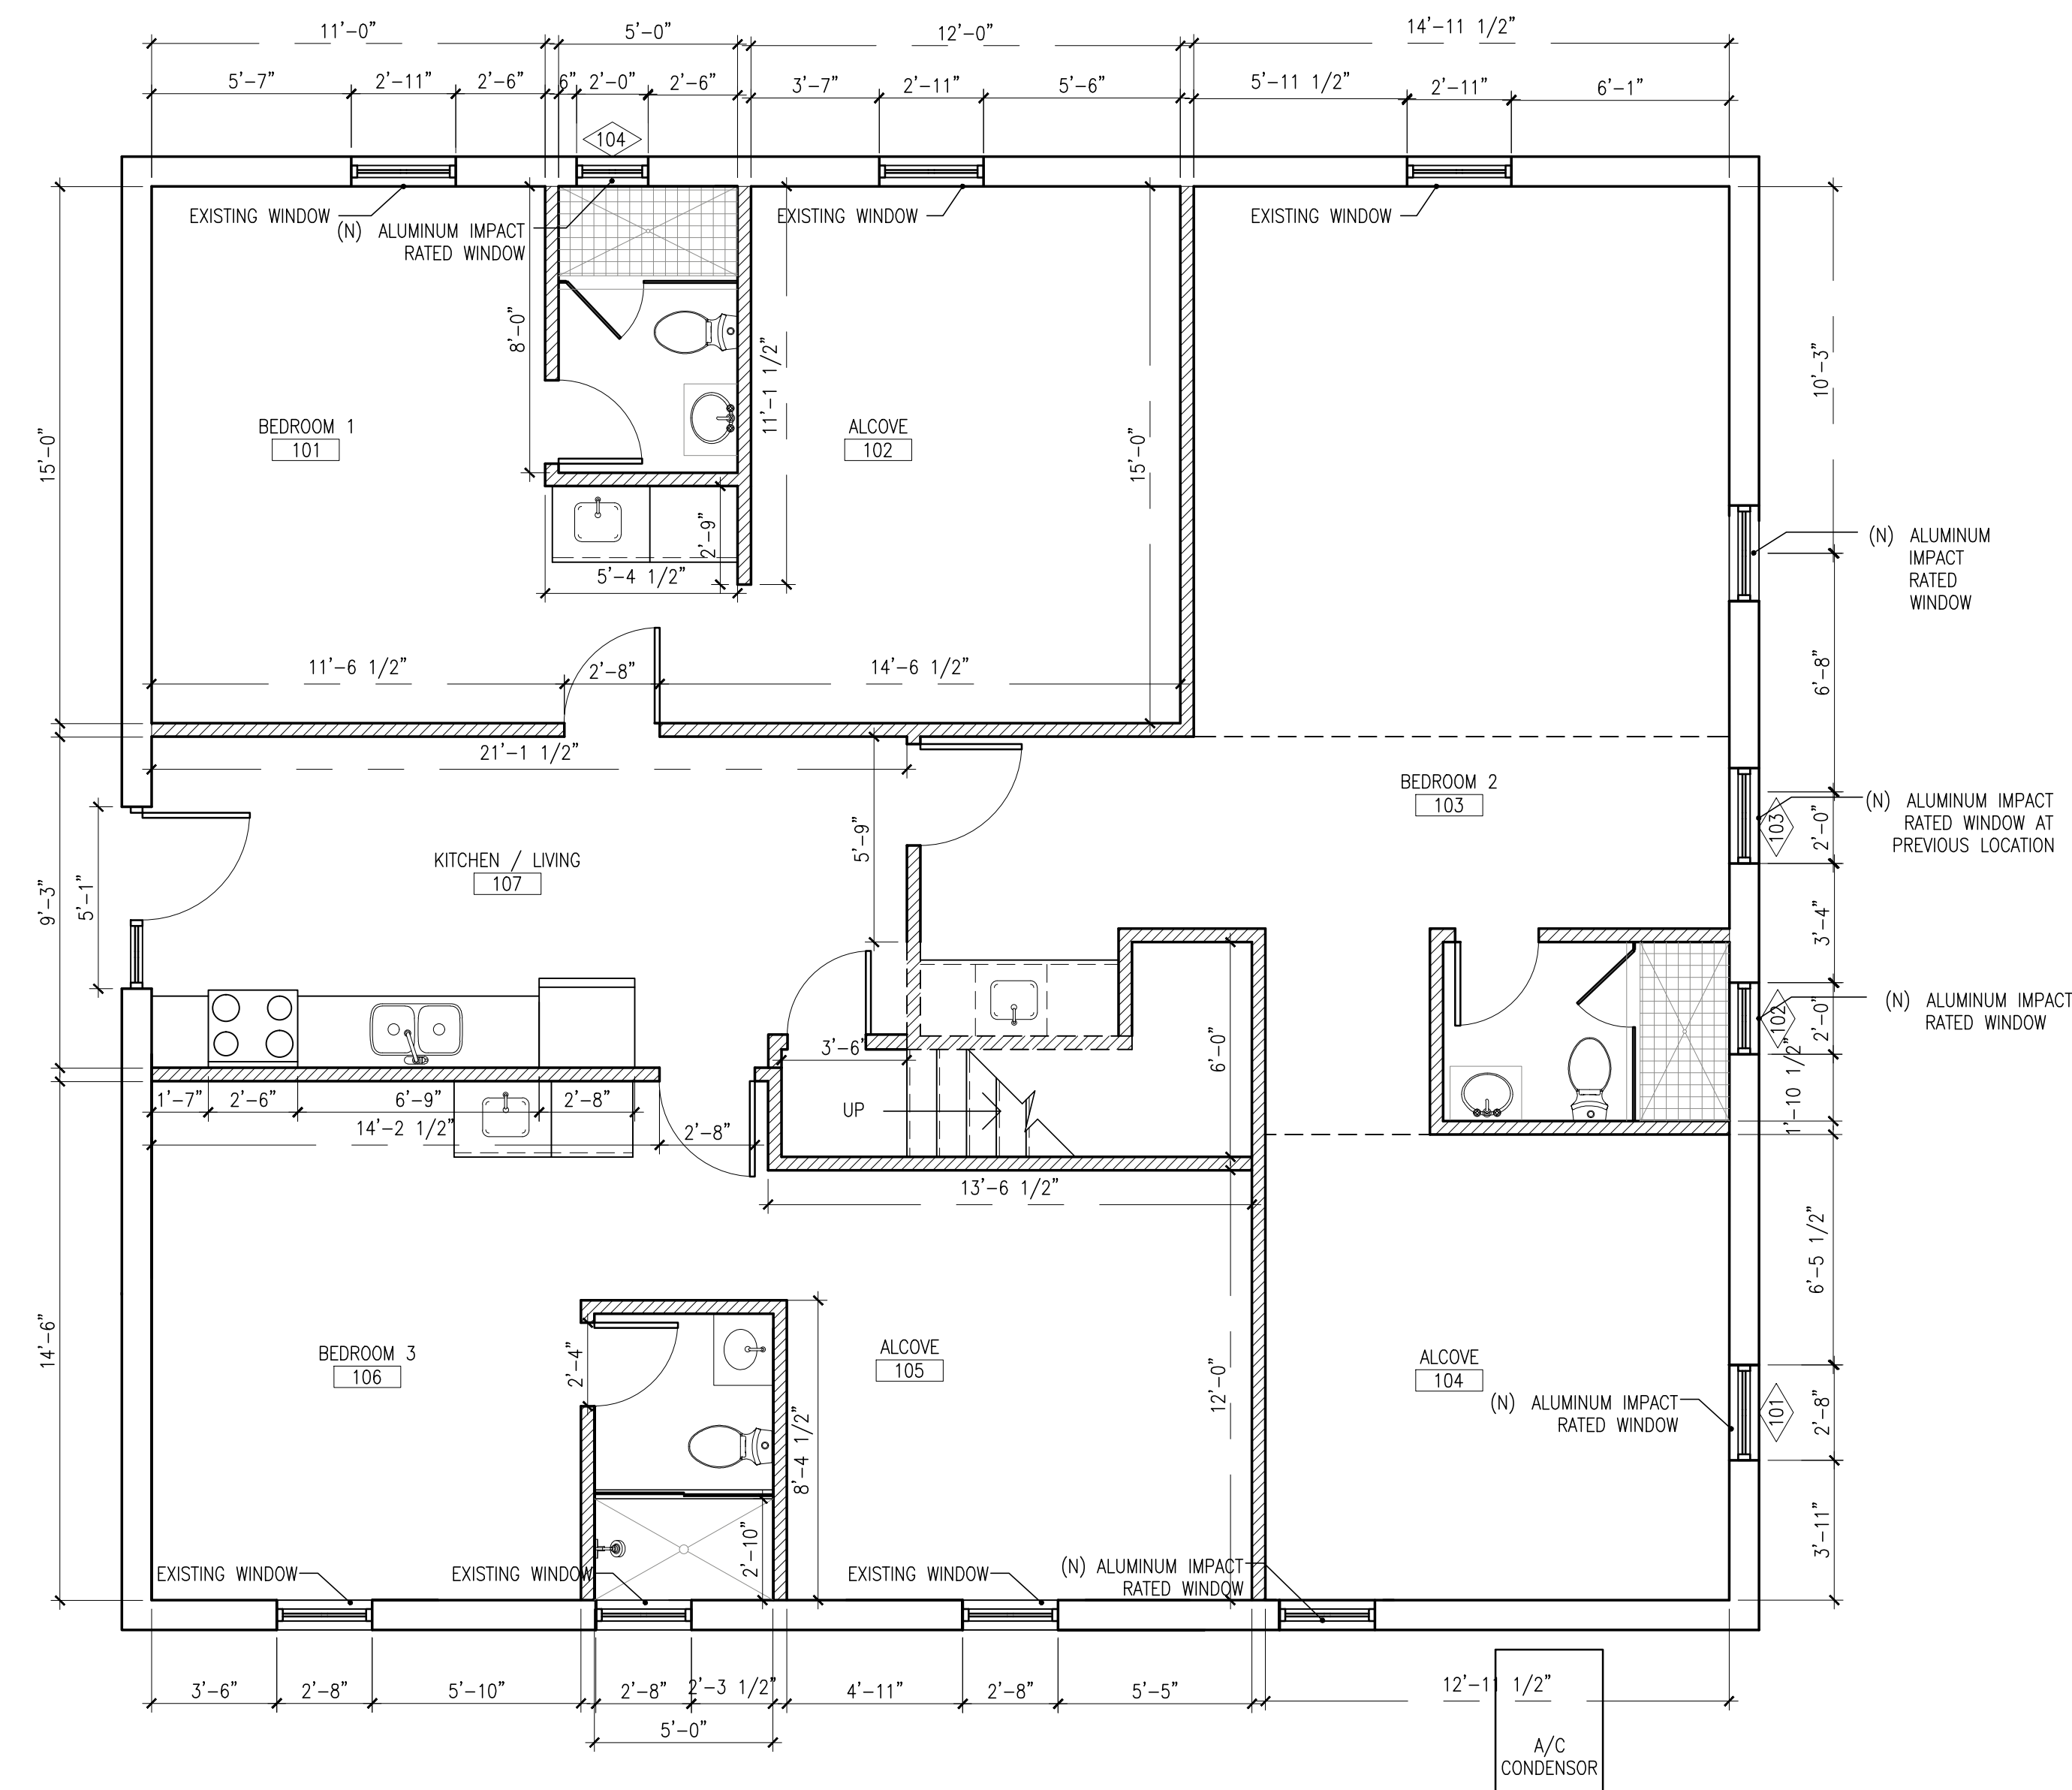 11'-0"
5'-0"
12'-0"
14'-11 1/2"
5'-7"
2'-11"
2'-6"
6"
2'-0"
2'-6"
3'-7"
2'-11"
5'-6"
5'-11 1/2"
2'-11"
6'-1"
104
EXISTING WINDOW
(N) ALUMINUM IMPACT
RATED WINDOW
EXISTING WINDOW
EXISTING WINDOW
15'-0"
8'-0"
11'-1 1/2"
15'-0"
10'-3"
BEDROOM 1
101
ALCOVE
102
2'-9"
5'-4 1/2"
(N) ALUMINUM
IMPACT
RATED
WINDOW
6'-8"
11'-6 1/2"
2'-8"
14'-6 1/2"
21'-1 1/2"
BEDROOM 2
103
(N) ALUMINUM IMPACT
RATED WINDOW AT
PREVIOUS LOCATION
103
2'-0"
9'-3"
5'-1"
KITCHEN / LIVING
107
5'-9"
3'-4"
(N) ALUMINUM IMPACT
RATED WINDOW
102
2'-0"
3'-6"
6'-0"
1'-10 1/2"
UP
1'-7"
2'-6"
6'-9"
2'-8"
14'-2 1/2"
2'-8"
13'-6 1/2"
6'-5 1/2"
14'-6"
BEDROOM 3
106
2'-4"
ALCOVE
105
8'-4 1/2"
12'-0"
ALCOVE
104
(N) ALUMINUM IMPACT
RATED WINDOW
101
2'-8"
2'-10"
3'-11"
EXISTING WINDOW
EXISTING WINDOW
EXISTING WINDOW
(N) ALUMINUM IMPACT
RATED WINDOW
3'-6"
2'-8"
5'-10"
2'-8"
2'-3 1/2"
4'-11"
2'-8"
5'-5"
12'-11 1/2"
5'-0"
A/C
CONDENSOR